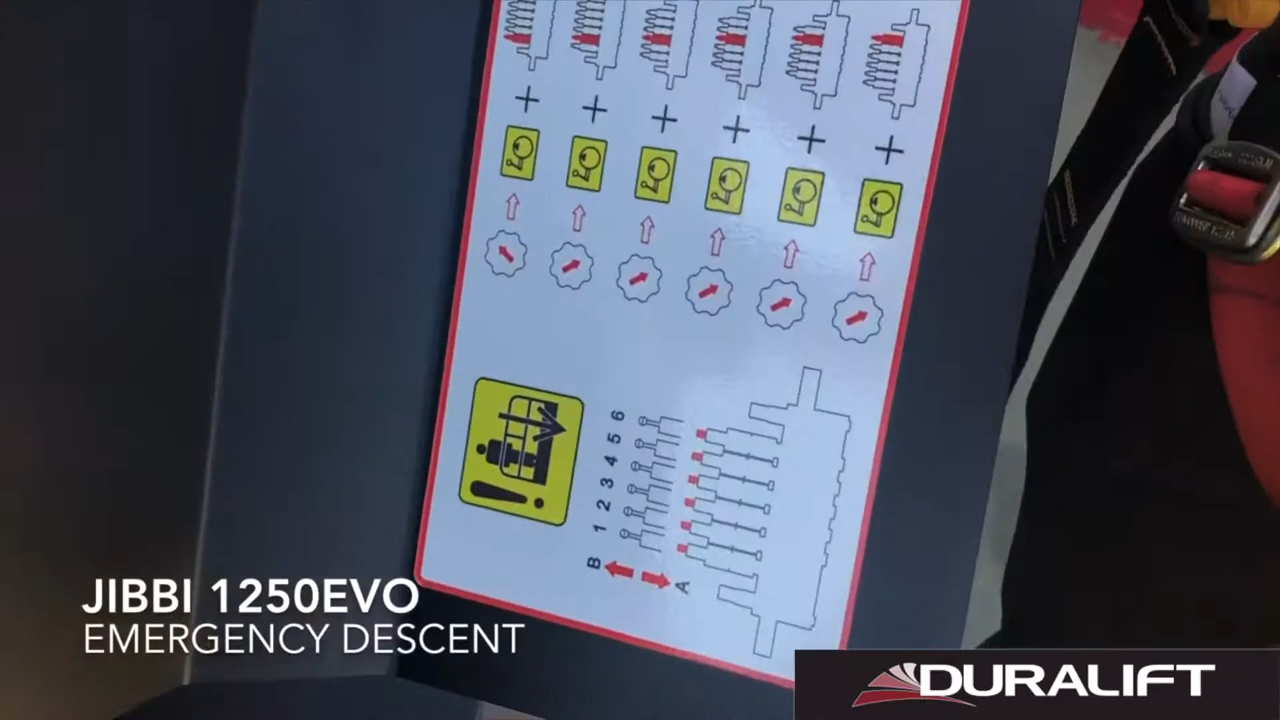 1 2 3 4 5 6
B
A
JIBBI 1250EVO
EMERGENCY DESCENT
DURALIFT